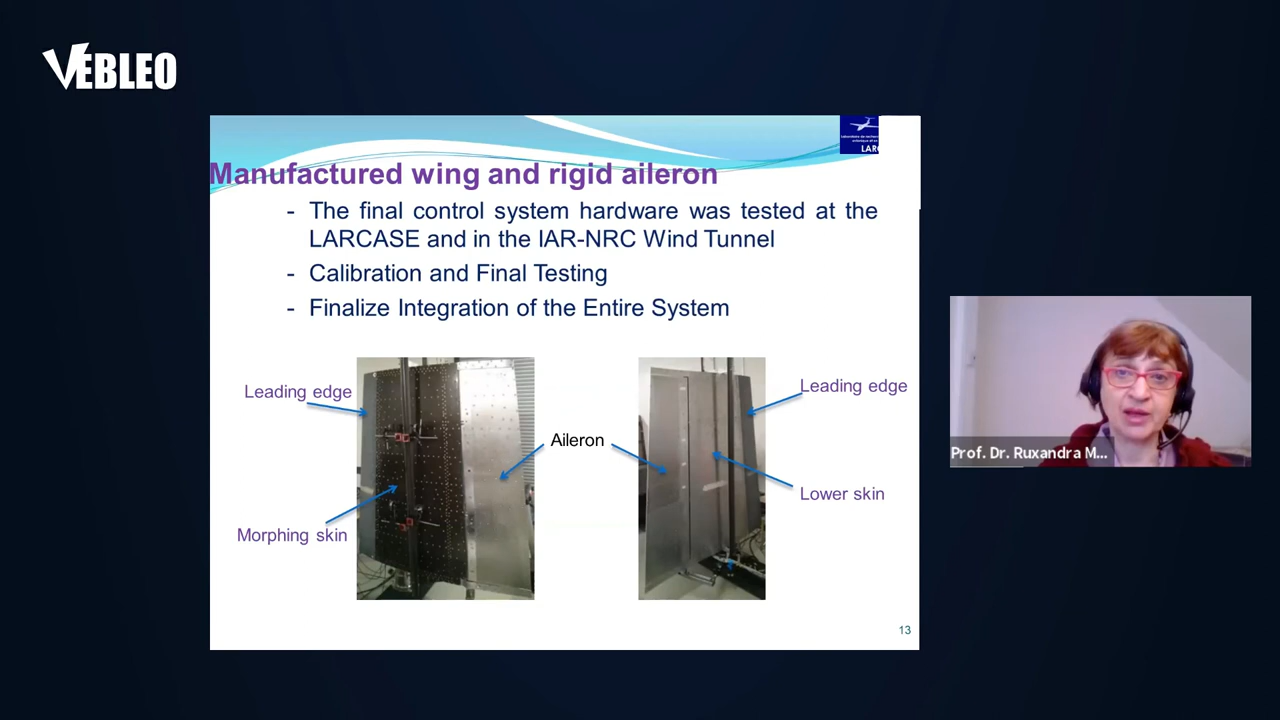 VEBLEO
LARC
Manufactured wing and rigid aileron
- The final control system hardware was tested at the
LARCASE and in the IAR-NRC Wind Tunnel
- Calibration and Final Testing
- Finalize Integration of the Entire System
Leading edge
Leading edge
Aileron
Lower skin
Morphing skin
Prof. Dr. Ruxandra M...
13